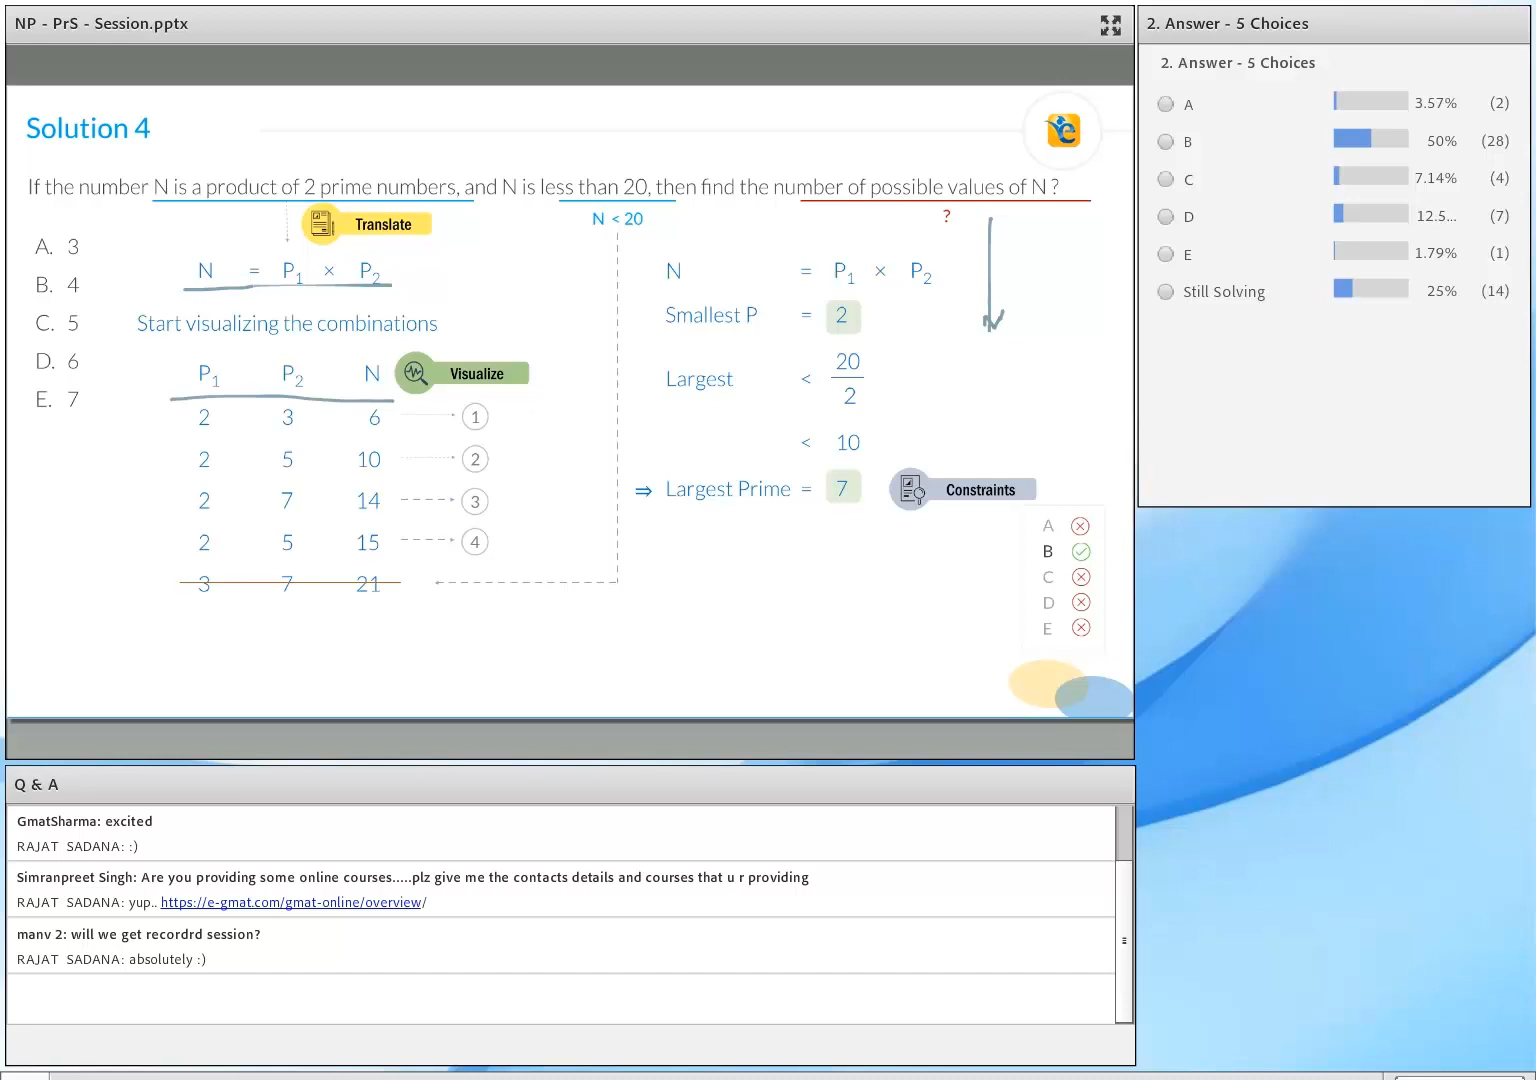 NP - PrS - Session.pptx
Solution 4
If the number N is a product of 2 prime numbers, and N is less than 20, then find the number of possible values of N ?
Translate
N < 20
?
A. 3
B. 4
C. 5
D. 6
E. 7
N = P1 × P2
Start visualizing the combinations
P1 P2 N
Visualize
2 3 6 1
2 5 10 2
2 7 14 3
2 5 15 4
3 7 21
N = P1 × P2
Smallest P = 2
Largest < 20
2
< 10
⇒ Largest Prime = 7
Constraints
A
B
C
D
E
2. Answer - 5 Choices
2. Answer - 5 Choices
A 3.57% (2)
B 50% (28)
C 7.14% (4)
D 12.5... (7)
E 1.79% (1)
Still Solving 25% (14)
Q & A
GmatSharma: excited
RAJAT SADANA: :)
Simranpreet Singh: Are you providing some online courses.....plz give me the contacts details and courses that u r providing
RAJAT SADANA: yup.. https://e-gmat.com/gmat-online/overview/
manv 2: will we get recordrd session?
RAJAT SADANA: absolutely :)